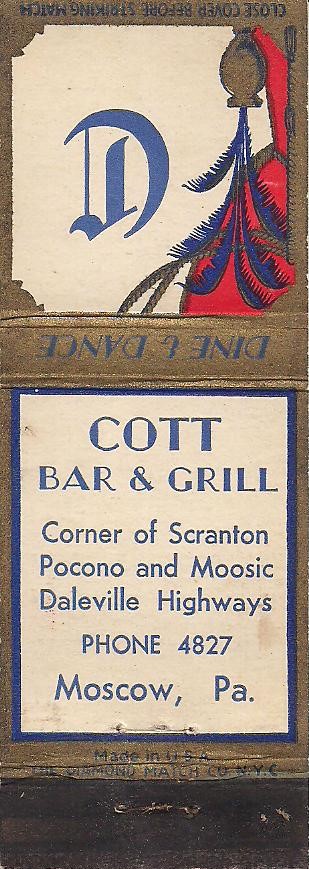 CLOSE COVER BEFORE STRIKING MATCH
DINE & DANCE
COTT
BAR & GRILL
Corner of Scranton
Pocono and Moosic
Daleville Highways
PHONE 4827
Moscow, Pa.
Made in U S A
THE DIAMOND MATCH CO. N.Y.C.